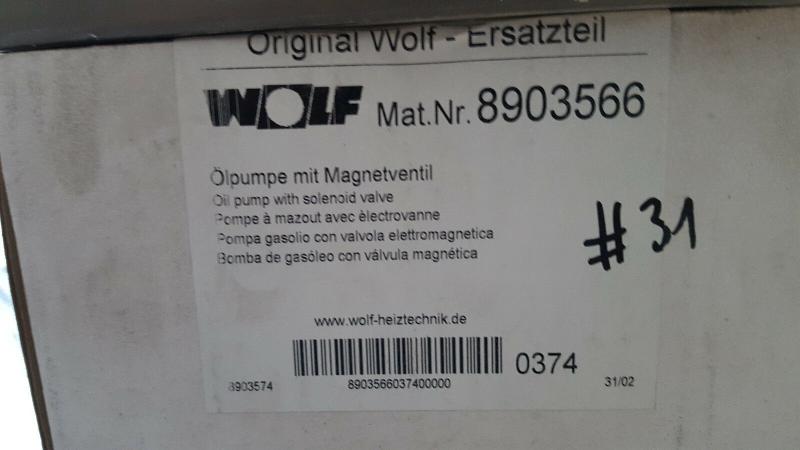 Original Wolf - Ersatzteil
WOLF Mat.Nr. 8903566
Ölpumpe mit Magnetventil
Oil pump with solenoid valve
Pompe à mazout avec èlectrovanne
Pompa gasolio con valvola elettromagnetica
Bomba de gasóleo con válvula magnética
#31
www.wolf-heiztechnik.de
0374
8903574 8903566037400000 31/02